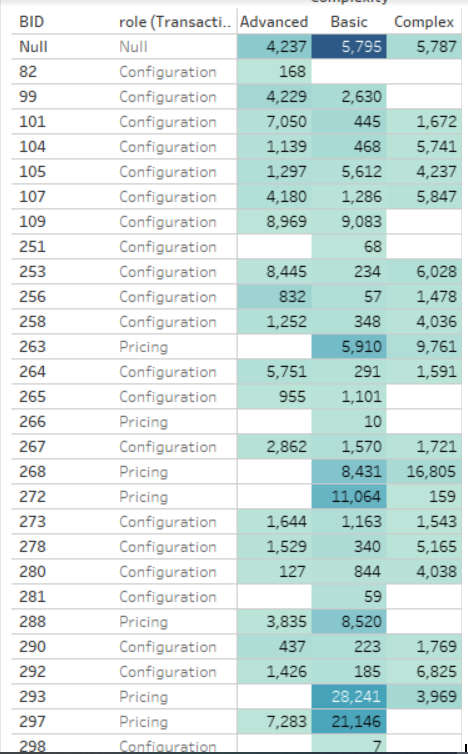 Complexity
BID role (Transacti.. Advanced Basic Complex
Null Null 4,237 5,795 5,787
82 Configuration 168
99 Configuration 4,229 2,630
101 Configuration 7,050 445 1,672
104 Configuration 1,139 468 5,741
105 Configuration 1,297 5,612 4,237
107 Configuration 4,180 1,286 5,847
109 Configuration 8,969 9,083
251 Configuration 68
253 Configuration 8,445 234 6,028
256 Configuration 832 57 1,478
258 Configuration 1,252 348 4,036
263 Pricing 5,910 9,761
264 Configuration 5,751 291 1,591
265 Configuration 955 1,101
266 Pricing 10
267 Configuration 2,862 1,570 1,721
268 Pricing 8,431 16,805
272 Pricing 11,064 159
273 Configuration 1,644 1,163 1,543
278 Configuration 1,529 340 5,165
280 Configuration 127 844 4,038
281 Configuration 59
288 Pricing 3,835 8,520
290 Configuration 437 223 1,769
292 Configuration 1,426 185 6,825
293 Pricing 28,241 3,969
297 Pricing 7,283 21,146
298 Configuration 7